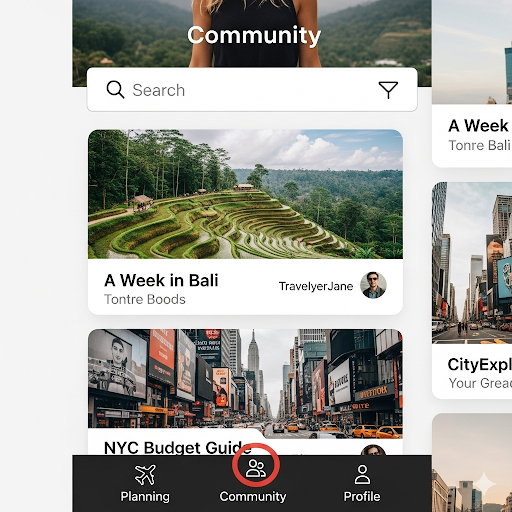 Community
Search
A Week in Bali
Tontre Boods
TravelyerJane
NYC Budget Guide
Planning
Community
Profile
A Week
Tonre Bali
CityExpl
Your Grea